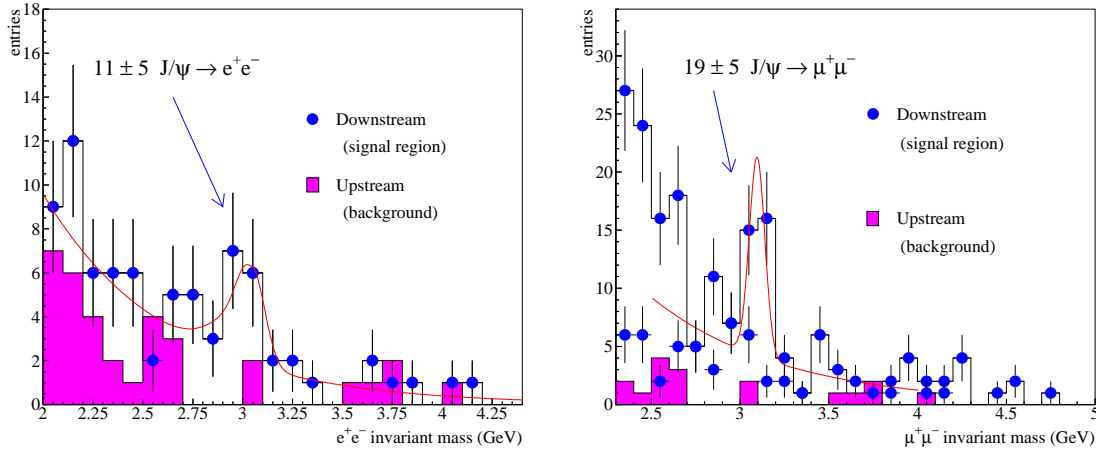 entries
18
16
14
12
10
8
6
4
2
0
11 ± 5 J/ψ → e⁺e⁻
Downstream
(signal region)
Upstream
(background)
2 2.25 2.5 2.75 3 3.25 3.5 3.75 4 4.25
e⁺e⁻ invariant mass (GeV)
entries
30
25
20
15
10
5
0
19 ± 5 J/ψ → μ⁺μ⁻
Downstream
(signal region)
Upstream
(background)
2.5 3 3.5 4 4.5 5
μ⁺μ⁻ invariant mass (GeV)